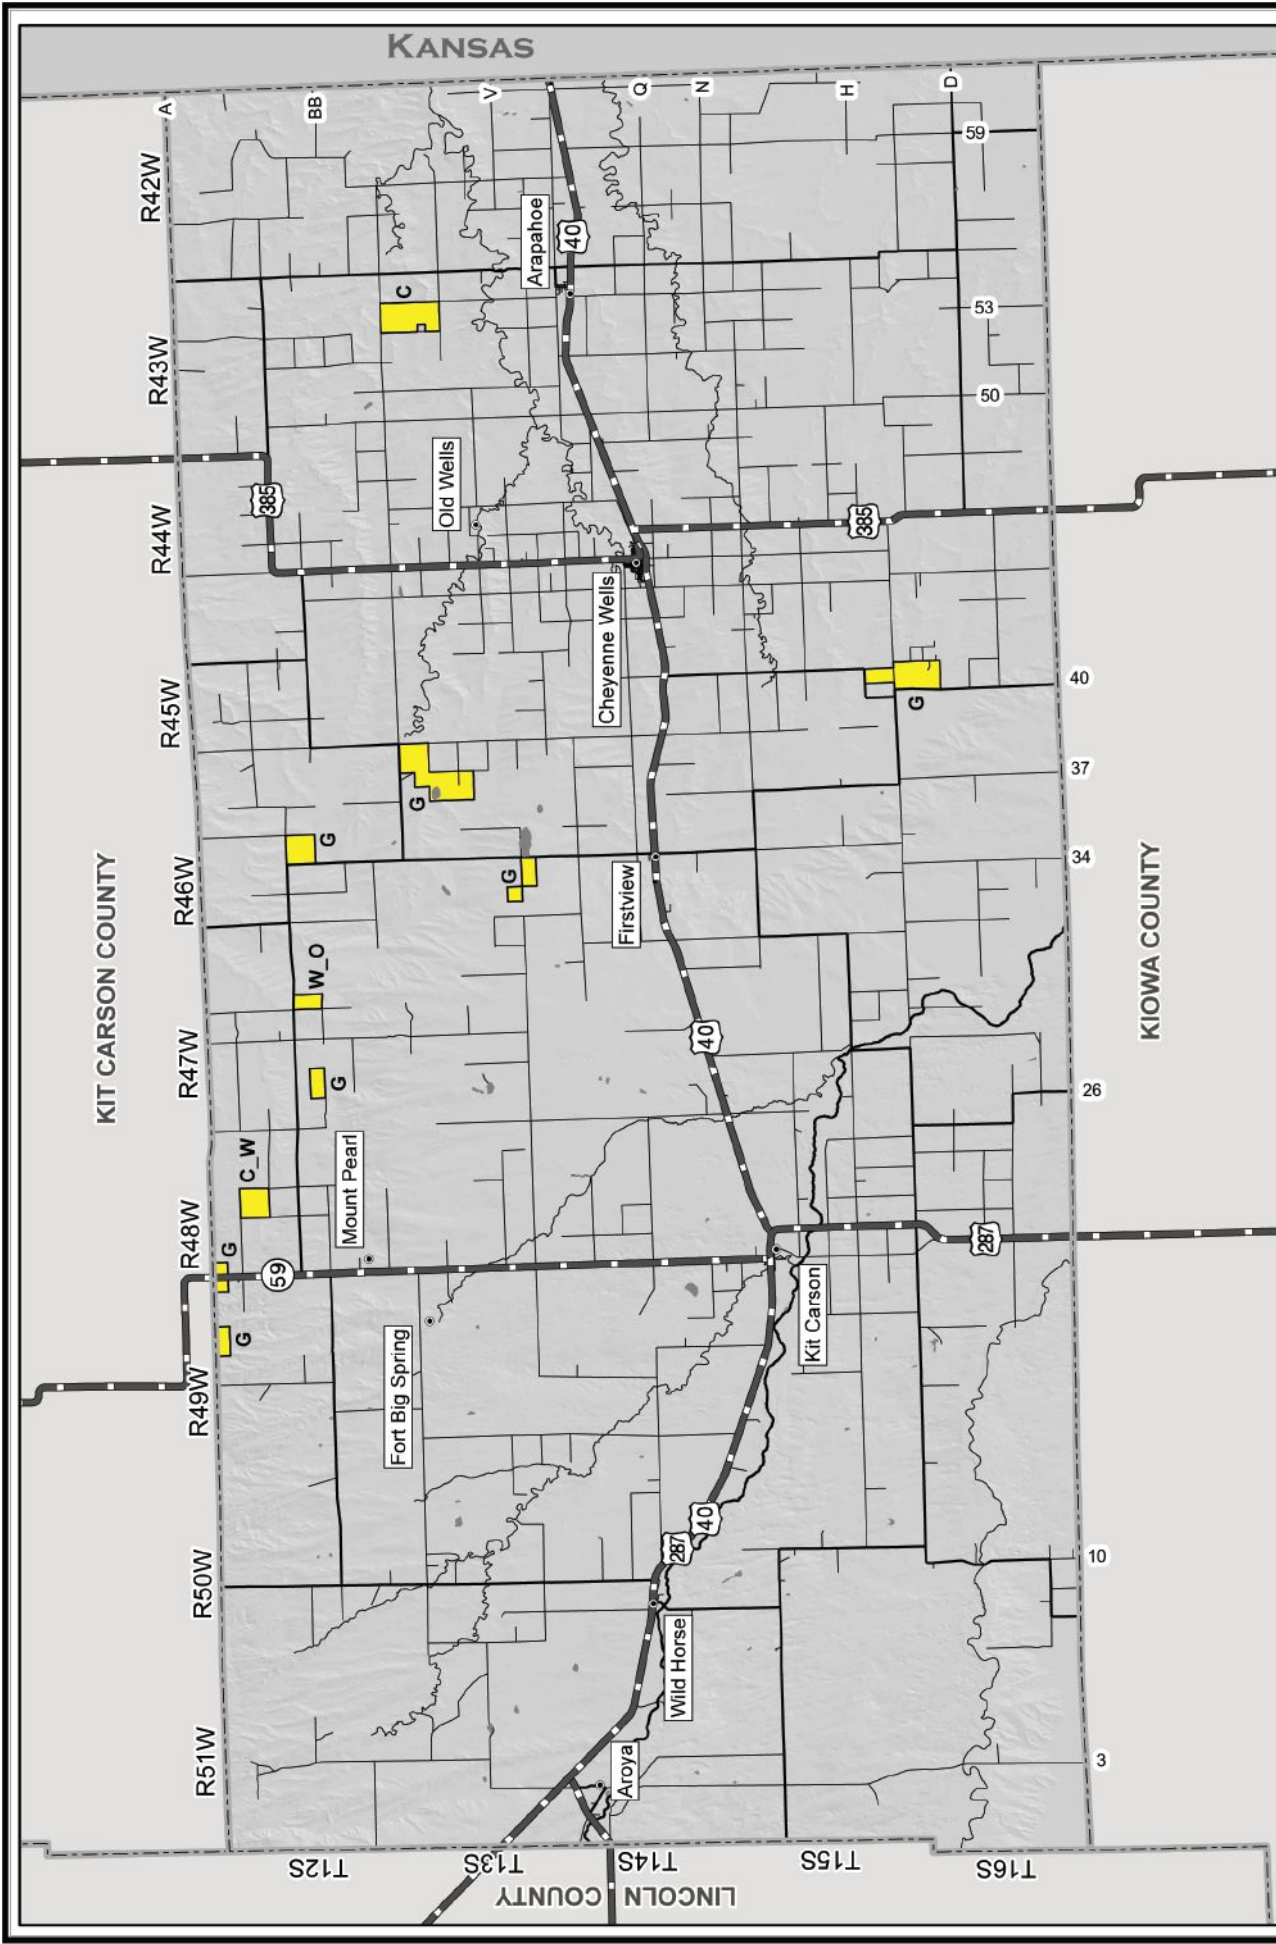 KANSAS
KIT CARSON COUNTY
KIOWA COUNTY
LINCOLN COUNTY
R51W
R50W
R49W
R48W
R47W
R46W
R45W
R44W
R43W
R42W
T12S
T13S
T14S
T15S
T16S
A
BB
V
Q
N
H
D
G
G
59
C_W
G
W_O
G
G
G
C
G
385
385
40
40
40
287
287
Mount Pearl
Fort Big Spring
Old Wells
Arapahoe
Cheyenne Wells
Firstview
Kit Carson
Wild Horse
Aroya
3
10
26
34
37
40
50
53
59